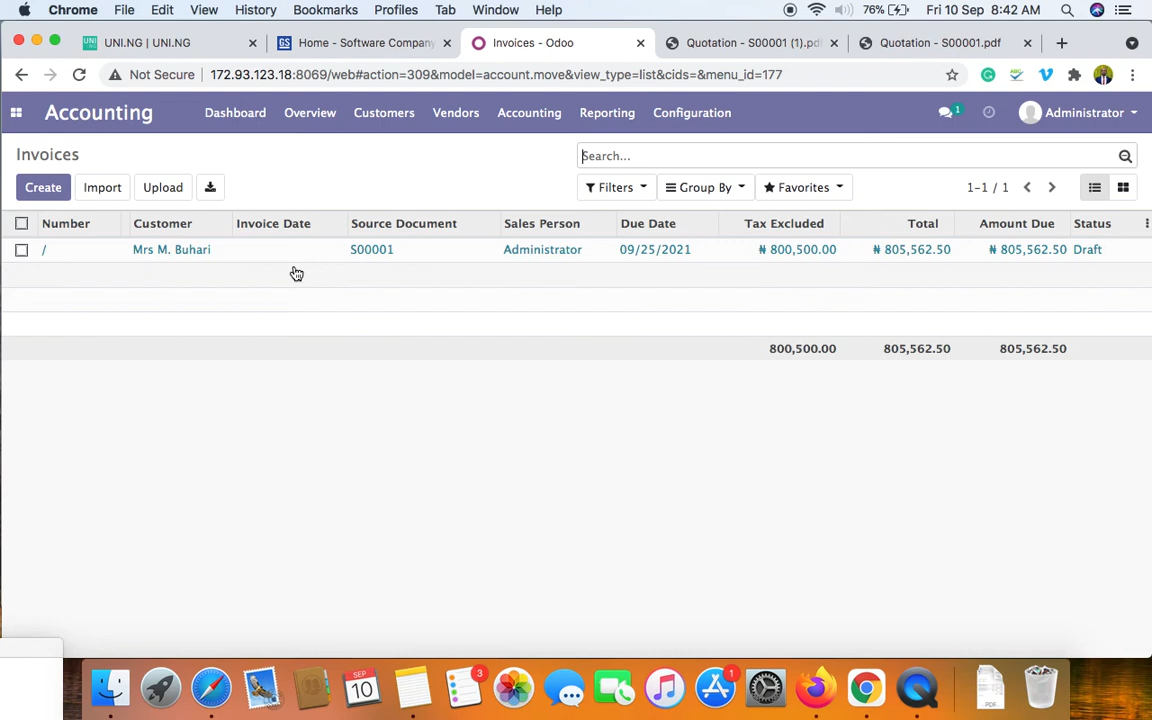 Chrome File Edit View History Bookmarks Profiles Tab Window Help 76% Fri 10 Sep 8:42 AM
UNI.NG | UNI.NG Home - Software Company Invoices - Odoo Quotation - S00001 (1).pdf Quotation - S00001.pdf
Not Secure 172.93.123.18:8069/web#action=309&model=account.move&view_type=list&cids=&menu_id=177
Accounting Dashboard Overview Customers Vendors Accounting Reporting Configuration 1 Administrator
Invoices Search...
Create Import Upload Filters Group By Favorites 1-1 / 1
Number Customer Invoice Date Source Document Sales Person Due Date Tax Excluded Total Amount Due Status
/ Mrs M. Buhari S00001 Administrator 09/25/2021 ₦ 800,500.00 ₦ 805,562.50 ₦ 805,562.50 Draft
800,500.00 805,562.50 805,562.50
SEP 3 1
10
PDF